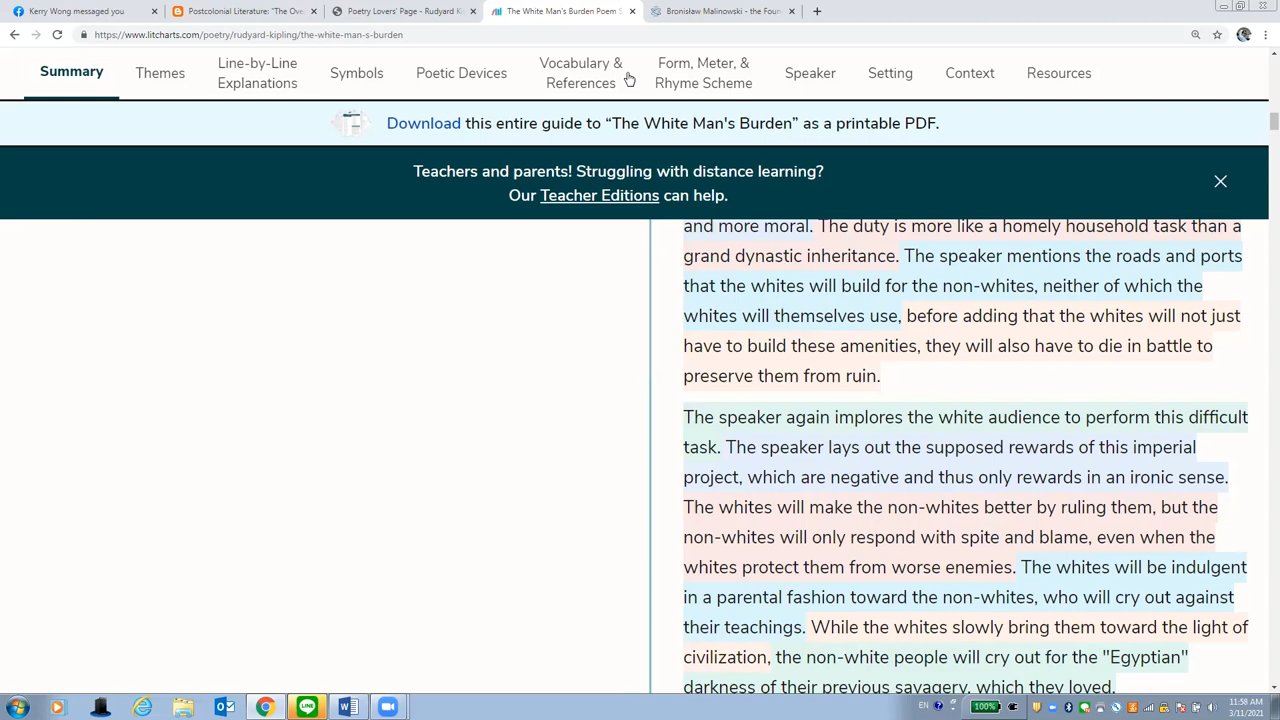 Kerry Wong messaged you
Postcolonial Literature: "The Ove
Poetry Lovers' Page - Rudyard Ki
The White Man's Burden Poem S
Bronisław Malinowski - the Foun
https://www.litcharts.com/poetry/rudyard-kipling/the-white-man-s-burden
Summary
Themes
Line-by-Line
Explanations
Symbols
Poetic Devices
Vocabulary &
References
Form, Meter, &
Rhyme Scheme
Speaker
Setting
Context
Resources
Download this entire guide to “The White Man's Burden” as a printable PDF.
Teachers and parents! Struggling with distance learning?
Our Teacher Editions can help.
and more moral. The duty is more like a homely household task than a
grand dynastic inheritance. The speaker mentions the roads and ports
that the whites will build for the non-whites, neither of which the
whites will themselves use, before adding that the whites will not just
have to build these amenities, they will also have to die in battle to
preserve them from ruin.
The speaker again implores the white audience to perform this difficult
task. The speaker lays out the supposed rewards of this imperial
project, which are negative and thus only rewards in an ironic sense.
The whites will make the non-whites better by ruling them, but the
non-whites will only respond with spite and blame, even when the
whites protect them from worse enemies. The whites will be indulgent
in a parental fashion toward the non-whites, who will cry out against
their teachings. While the whites slowly bring them toward the light of
civilization, the non-white people will cry out for the "Egyptian"
darkness of their previous savagery, which they loved.
EN
100%
11:58 AM
3/11/2021